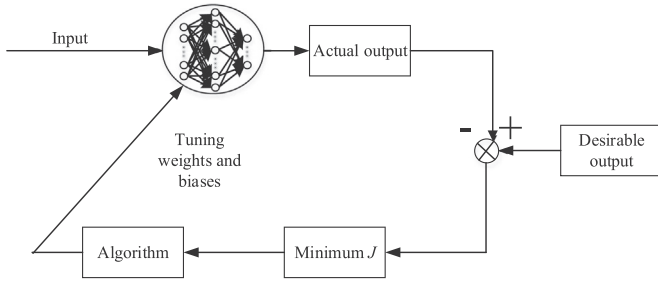 Input
Actual output
Tuning
weights and
biases
- +
Desirable
output
Algorithm
Minimum J